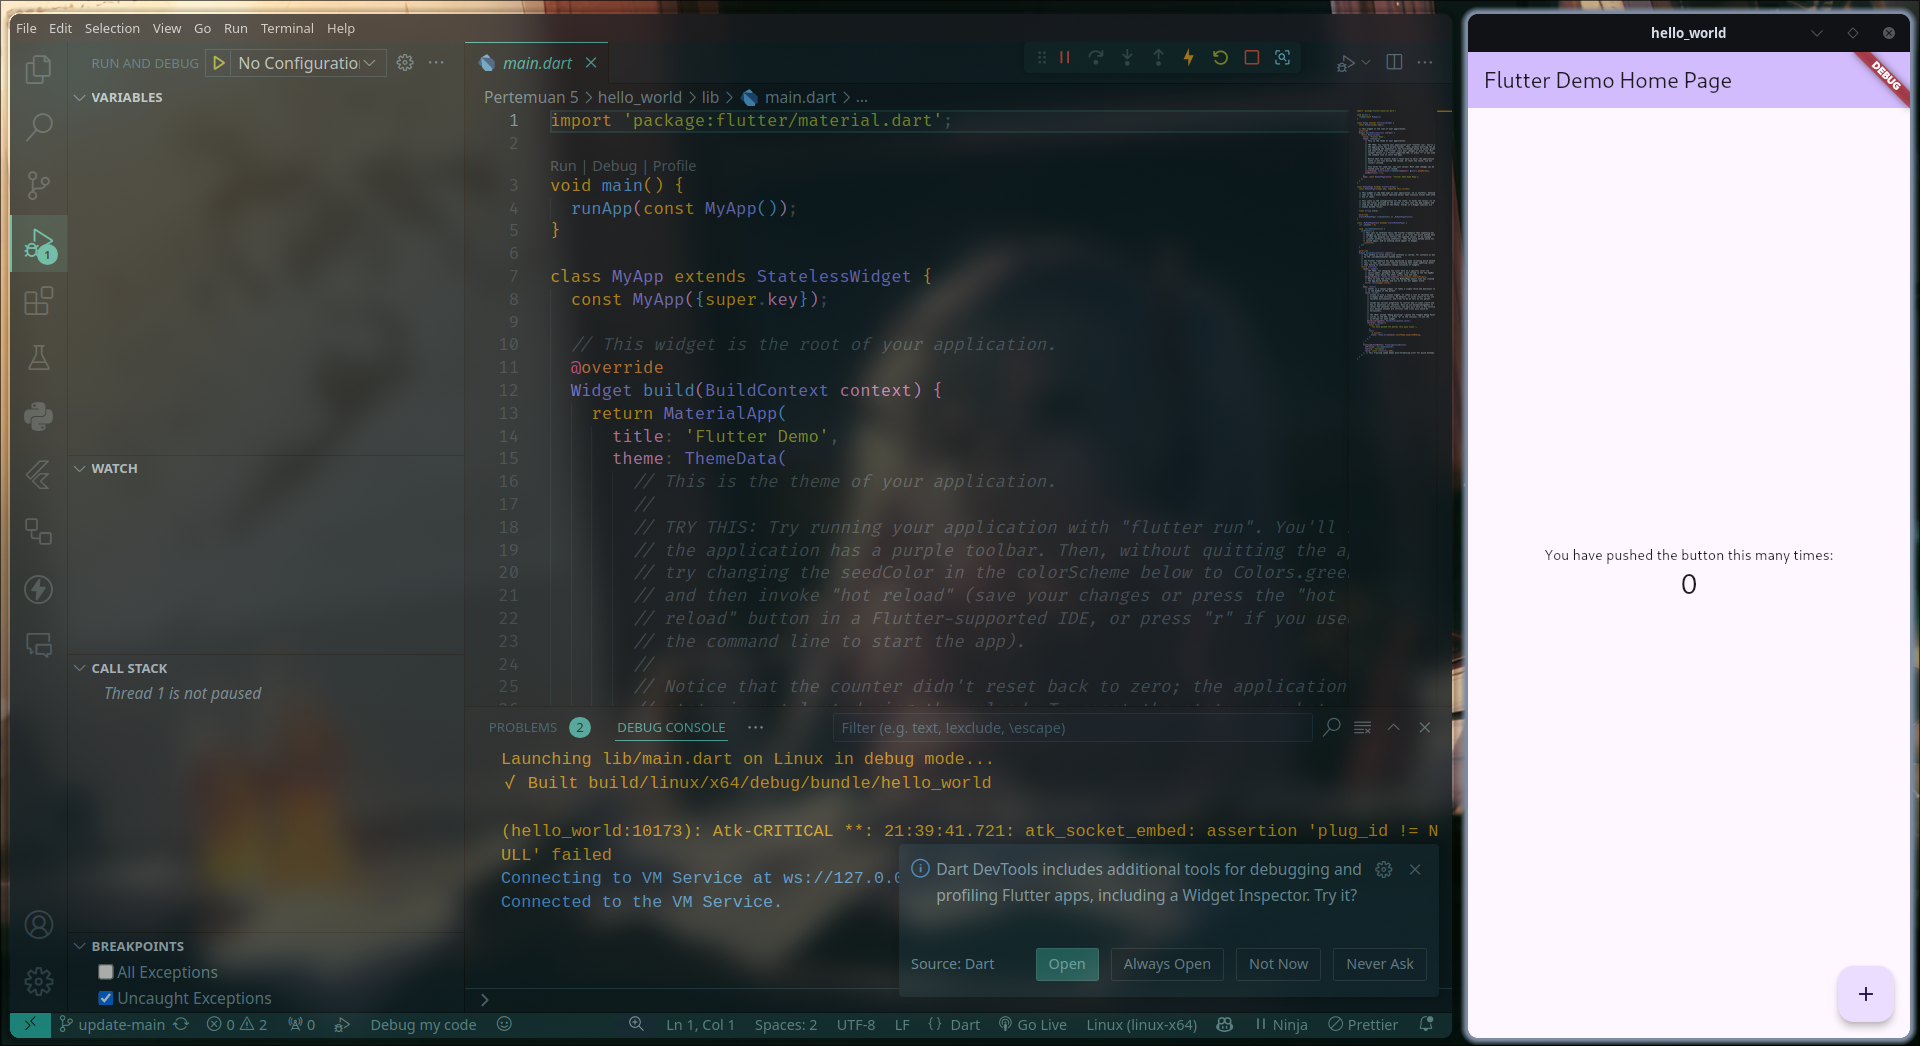 File Edit Selection View Go Run Terminal Help
RUN AND DEBUG No Configuratio
VARIABLES
WATCH
CALL STACK
Thread 1 is not paused
BREAKPOINTS
All Exceptions
Uncaught Exceptions
main.dart
Pertemuan 5 > hello_world > lib > main.dart > ...
1 import 'package:flutter/material.dart';
2
Run | Debug | Profile
3 void main() {
4 runApp(const MyApp());
5 }
6
7 class MyApp extends StatelessWidget {
8 const MyApp({super.key});
9
10 // This widget is the root of your application.
11 @override
12 Widget build(BuildContext context) {
13 return MaterialApp(
14 title: 'Flutter Demo',
15 theme: ThemeData(
16 // This is the theme of your application.
17 //
18 // TRY THIS: Try running your application with "flutter run". You'll
19 // the application has a purple toolbar. Then, without quitting the a
20 // try changing the seedColor in the colorScheme below to Colors.gree
21 // and then invoke "hot reload" (save your changes or press the "hot
22 // reload" button in a Flutter-supported IDE, or press "r" if you use
23 // the command line to start the app).
24 //
25 // Notice that the counter didn't reset back to zero; the application
PROBLEMS 2 DEBUG CONSOLE ... Filter (e.g. text, !exclude, \escape)
Launching lib/main.dart on Linux in debug mode...
√ Built build/linux/x64/debug/bundle/hello_world
(hello_world:10173): Atk-CRITICAL **: 21:39:41.721: atk_socket_embed: assertion 'plug_id != N
ULL' failed
Connecting to VM Service at ws://127.0.0
Connected to the VM Service.
Dart DevTools includes additional tools for debugging and
profiling Flutter apps, including a Widget Inspector. Try it?
Source: Dart Open Always Open Not Now Never Ask
>
1
update-main 0 2 0 Debug my code Ln 1, Col 1 Spaces: 2 UTF-8 LF {} Dart Go Live Linux (linux-x64) Ninja Prettier
hello_world
Flutter Demo Home Page
DEBUG
You have pushed the button this many times:
0
+